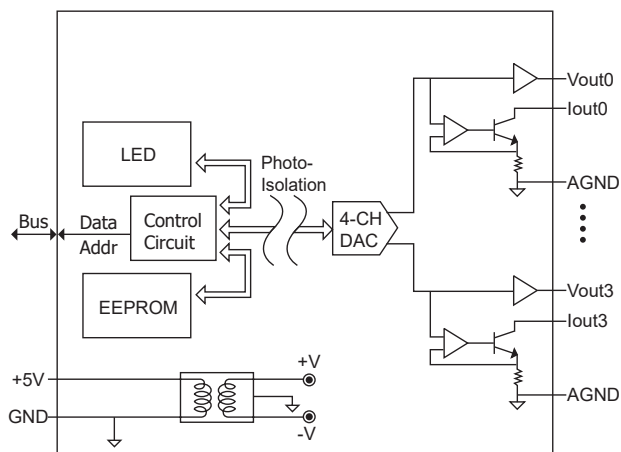 Vout0
Iout0
LED
Photo-
Isolation
AGND
Bus
Data
Addr
Control
Circuit
4-CH
DAC
EEPROM
Vout3
Iout3
+V
+5V
AGND
GND
-V